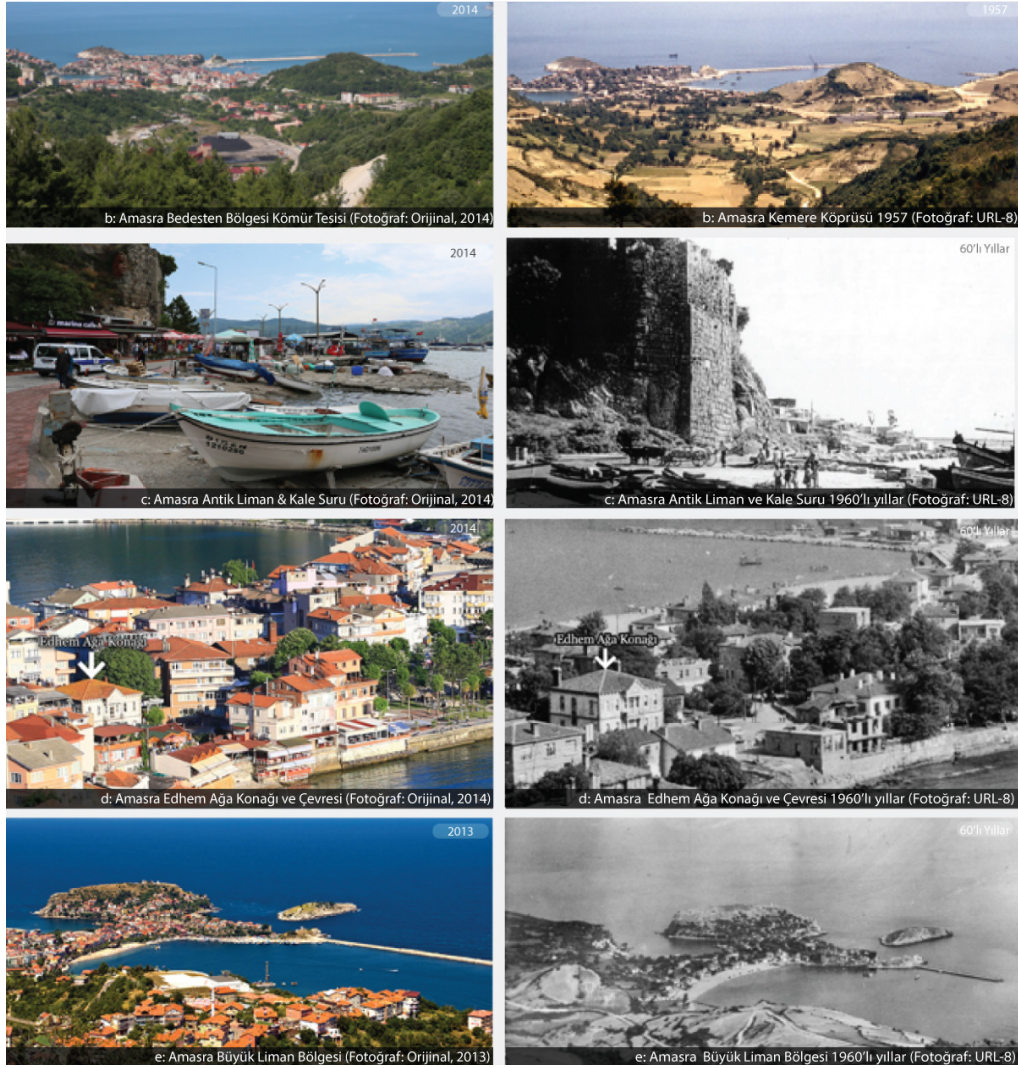 2014
1957
b: Amasra Bedesten Bölgesi Kömür Tesisi (Fotoğraf: Orijinal, 2014)
b: Amasra Kemere Köprüsü 1957 (Fotoğraf: URL-8)
2014
60'lı Yıllar
marina cafe
c: Amasra Antik Liman & Kale Suru (Fotoğraf: Orijinal, 2014)
c: Amasra Antik Liman ve Kale Suru 1960'lı yıllar (Fotoğraf: URL-8)
2014
60'lı Yıllar
Edhem Ağa Konağı
Edhem Ağa Konağı
d: Amasra Edhem Ağa Konağı ve Çevresi (Fotoğraf: Orijinal, 2014)
d: Amasra Edhem Ağa Konağı ve Çevresi 1960'lı yıllar (Fotoğraf: URL-8)
2013
60'lı Yıllar
e: Amasra Büyük Liman Bölgesi (Fotoğraf: Orijinal, 2013)
e: Amasra Büyük Liman Bölgesi 1960'lı yıllar (Fotoğraf: URL-8)